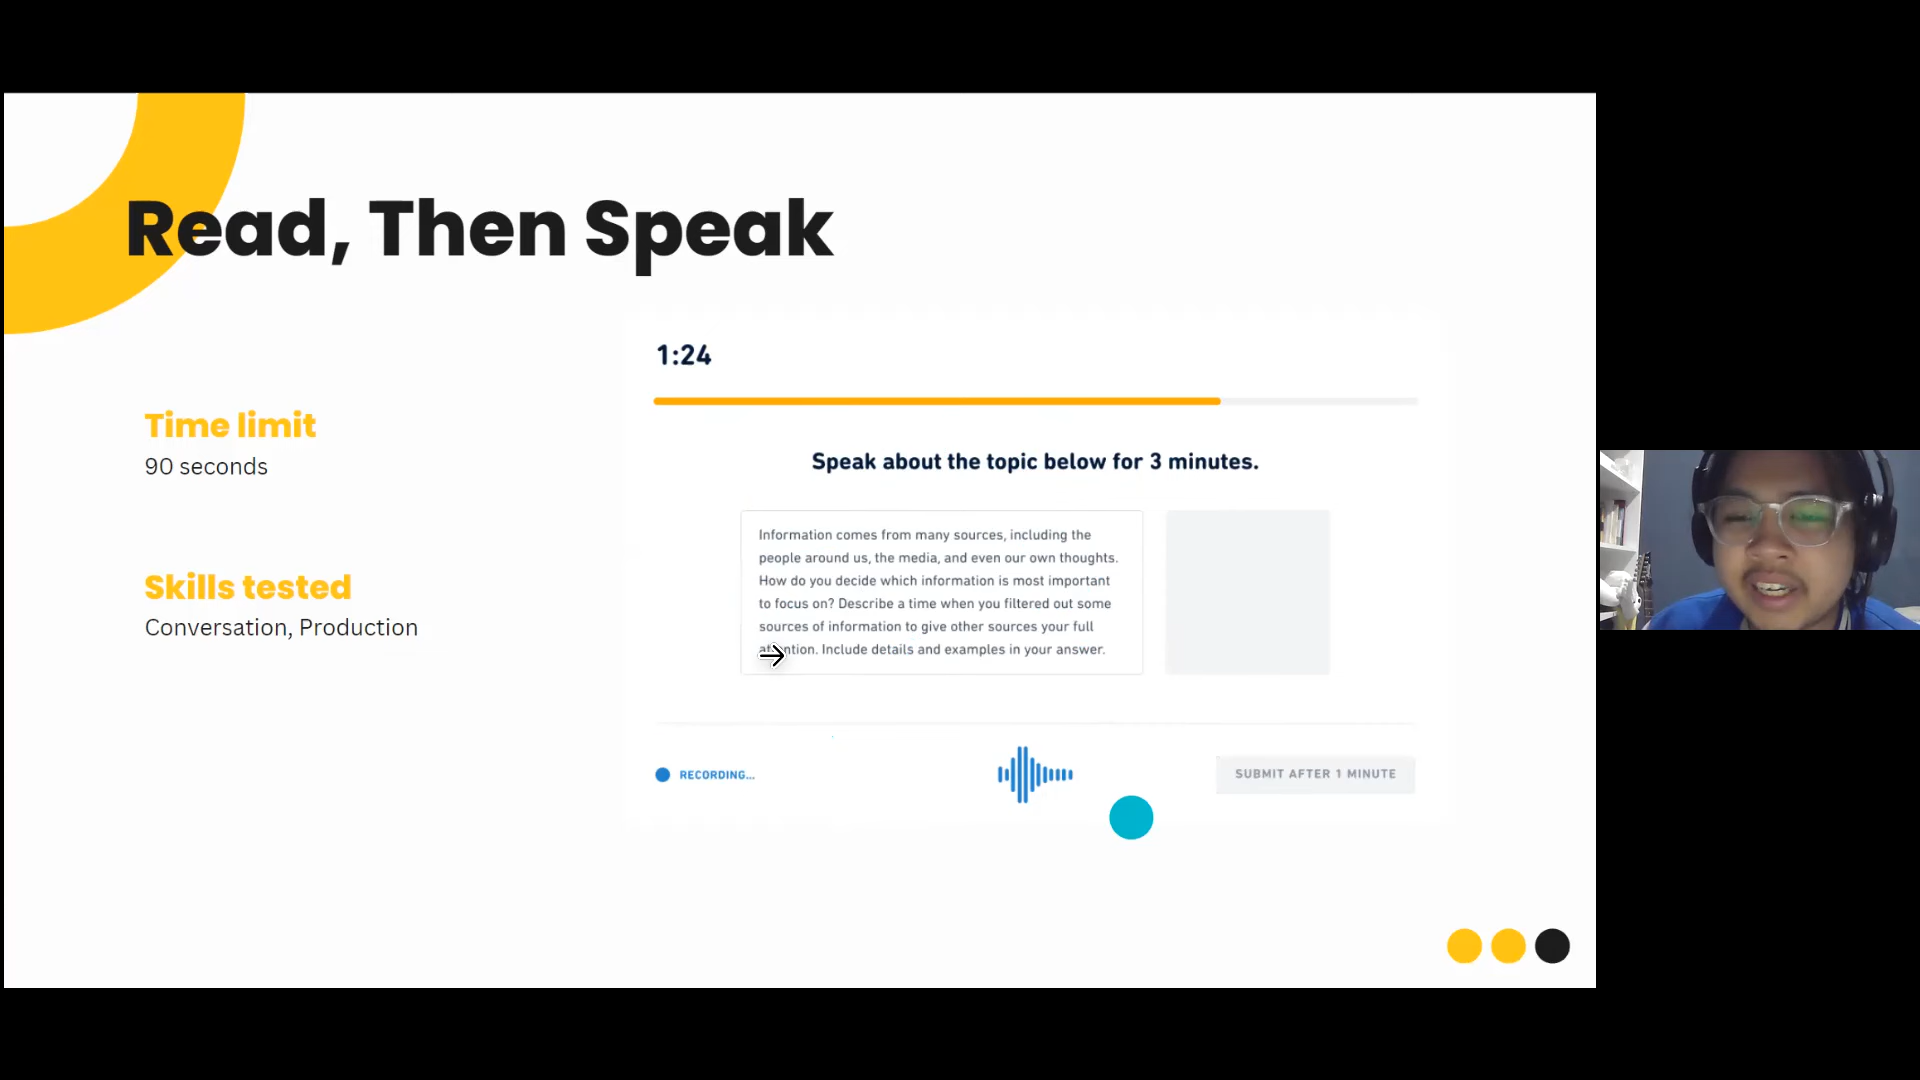 Read, Then Speak
Time limit
90 seconds
Skills tested
Conversation, Production
1:24
Speak about the topic below for 3 minutes.
Information comes from many sources, including the
people around us, the media, and even our own thoughts.
How do you decide which information is most important
to focus on? Describe a time when you filtered out some
sources of information to give other sources your full
attention. Include details and examples in your answer.
RECORDING...
SUBMIT AFTER 1 MINUTE